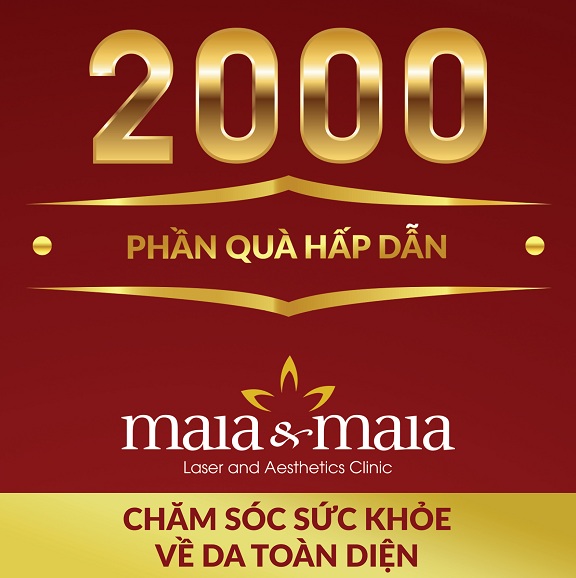 2000
PHẦN QUÀ HẤP DẪN
maia & maia
Laser and Aesthetics Clinic
CHĂM SÓC SỨC KHỎE
VỀ DA TOÀN DIỆN